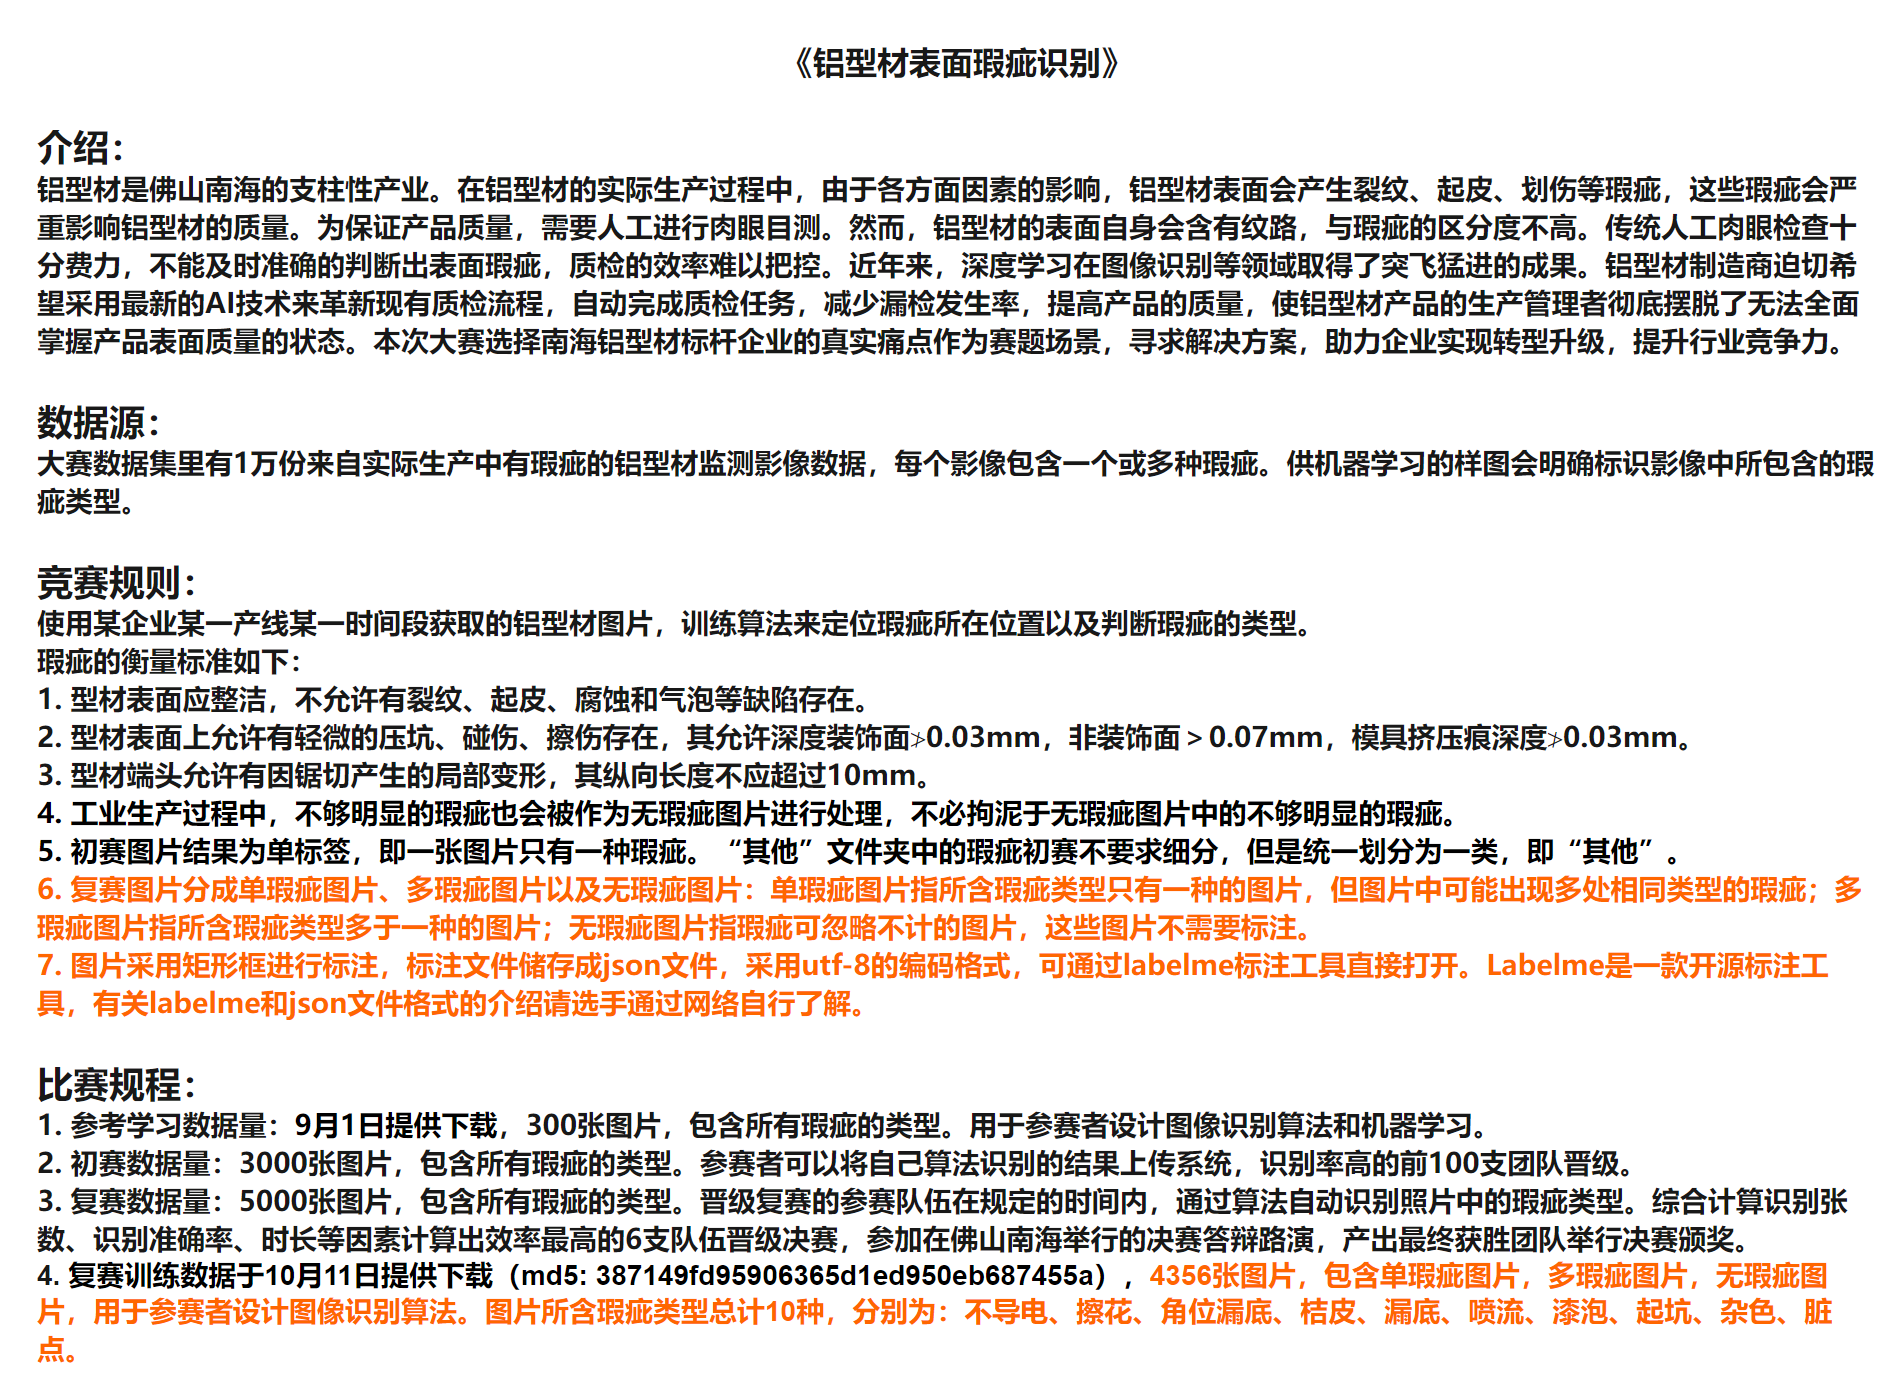 《铝型材表面瑕疵识别》
介绍：
铝型材是佛山南海的支柱性产业。在铝型材的实际生产过程中，由于各方面因素的影响，铝型材表面会产生裂纹、起皮、划伤等瑕疵，这些瑕疵会严
重影响铝型材的质量。为保证产品质量，需要人工进行肉眼目测。然而，铝型材的表面自身会含有纹路，与瑕疵的区分度不高。传统人工肉眼检查十
分费力，不能及时准确的判断出表面瑕疵，质检的效率难以把控。近年来，深度学习在图像识别等领域取得了突飞猛进的成果。铝型材制造商迫切希
望采用最新的AI技术来革新现有质检流程，自动完成质检任务，减少漏检发生率，提高产品的质量，使铝型材产品的生产管理者彻底摆脱了无法全面
掌握产品表面质量的状态。本次大赛选择南海铝型材标杆企业的真实痛点作为赛题场景，寻求解决方案，助力企业实现转型升级，提升行业竞争力。
数据源：
大赛数据集里有1万份来自实际生产中有瑕疵的铝型材监测影像数据，每个影像包含一个或多种瑕疵。供机器学习的样图会明确标识影像中所包含的瑕
疵类型。
竞赛规则：
使用某企业某一产线某一时间段获取的铝型材图片，训练算法来定位瑕疵所在位置以及判断瑕疵的类型。
瑕疵的衡量标准如下：
1. 型材表面应整洁，不允许有裂纹、起皮、腐蚀和气泡等缺陷存在。
2. 型材表面上允许有轻微的压坑、碰伤、擦伤存在，其允许深度装饰面≯0.03mm，非装饰面＞0.07mm，模具挤压痕深度≯0.03mm。
3. 型材端头允许有因锯切产生的局部变形，其纵向长度不应超过10mm。
4. 工业生产过程中，不够明显的瑕疵也会被作为无瑕疵图片进行处理，不必拘泥于无瑕疵图片中的不够明显的瑕疵。
5. 初赛图片结果为单标签，即一张图片只有一种瑕疵。“其他”文件夹中的瑕疵初赛不要求细分，但是统一划分为一类，即“其他”。
6. 复赛图片分成单瑕疵图片、多瑕疵图片以及无瑕疵图片：单瑕疵图片指所含瑕疵类型只有一种的图片，但图片中可能出现多处相同类型的瑕疵；多
瑕疵图片指所含瑕疵类型多于一种的图片；无瑕疵图片指瑕疵可忽略不计的图片，这些图片不需要标注。
7. 图片采用矩形框进行标注，标注文件储存成json文件，采用utf-8的编码格式，可通过labelme标注工具直接打开。Labelme是一款开源标注工
具，有关labelme和json文件格式的介绍请选手通过网络自行了解。
比赛规程：
1. 参考学习数据量：9月1日提供下载，300张图片，包含所有瑕疵的类型。用于参赛者设计图像识别算法和机器学习。
2. 初赛数据量：3000张图片，包含所有瑕疵的类型。参赛者可以将自己算法识别的结果上传系统，识别率高的前100支团队晋级。
3. 复赛数据量：5000张图片，包含所有瑕疵的类型。晋级复赛的参赛队伍在规定的时间内，通过算法自动识别照片中的瑕疵类型。综合计算识别张
数、识别准确率、时长等因素计算出效率最高的6支队伍晋级决赛，参加在佛山南海举行的决赛答辩路演，产出最终获胜团队举行决赛颁奖。
4. 复赛训练数据于10月11日提供下载（md5: 387149fd95906365d1ed950eb687455a），4356张图片，包含单瑕疵图片，多瑕疵图片，无瑕疵图
片，用于参赛者设计图像识别算法。图片所含瑕疵类型总计10种，分别为：不导电、擦花、角位漏底、桔皮、漏底、喷流、漆泡、起坑、杂色、脏
点。